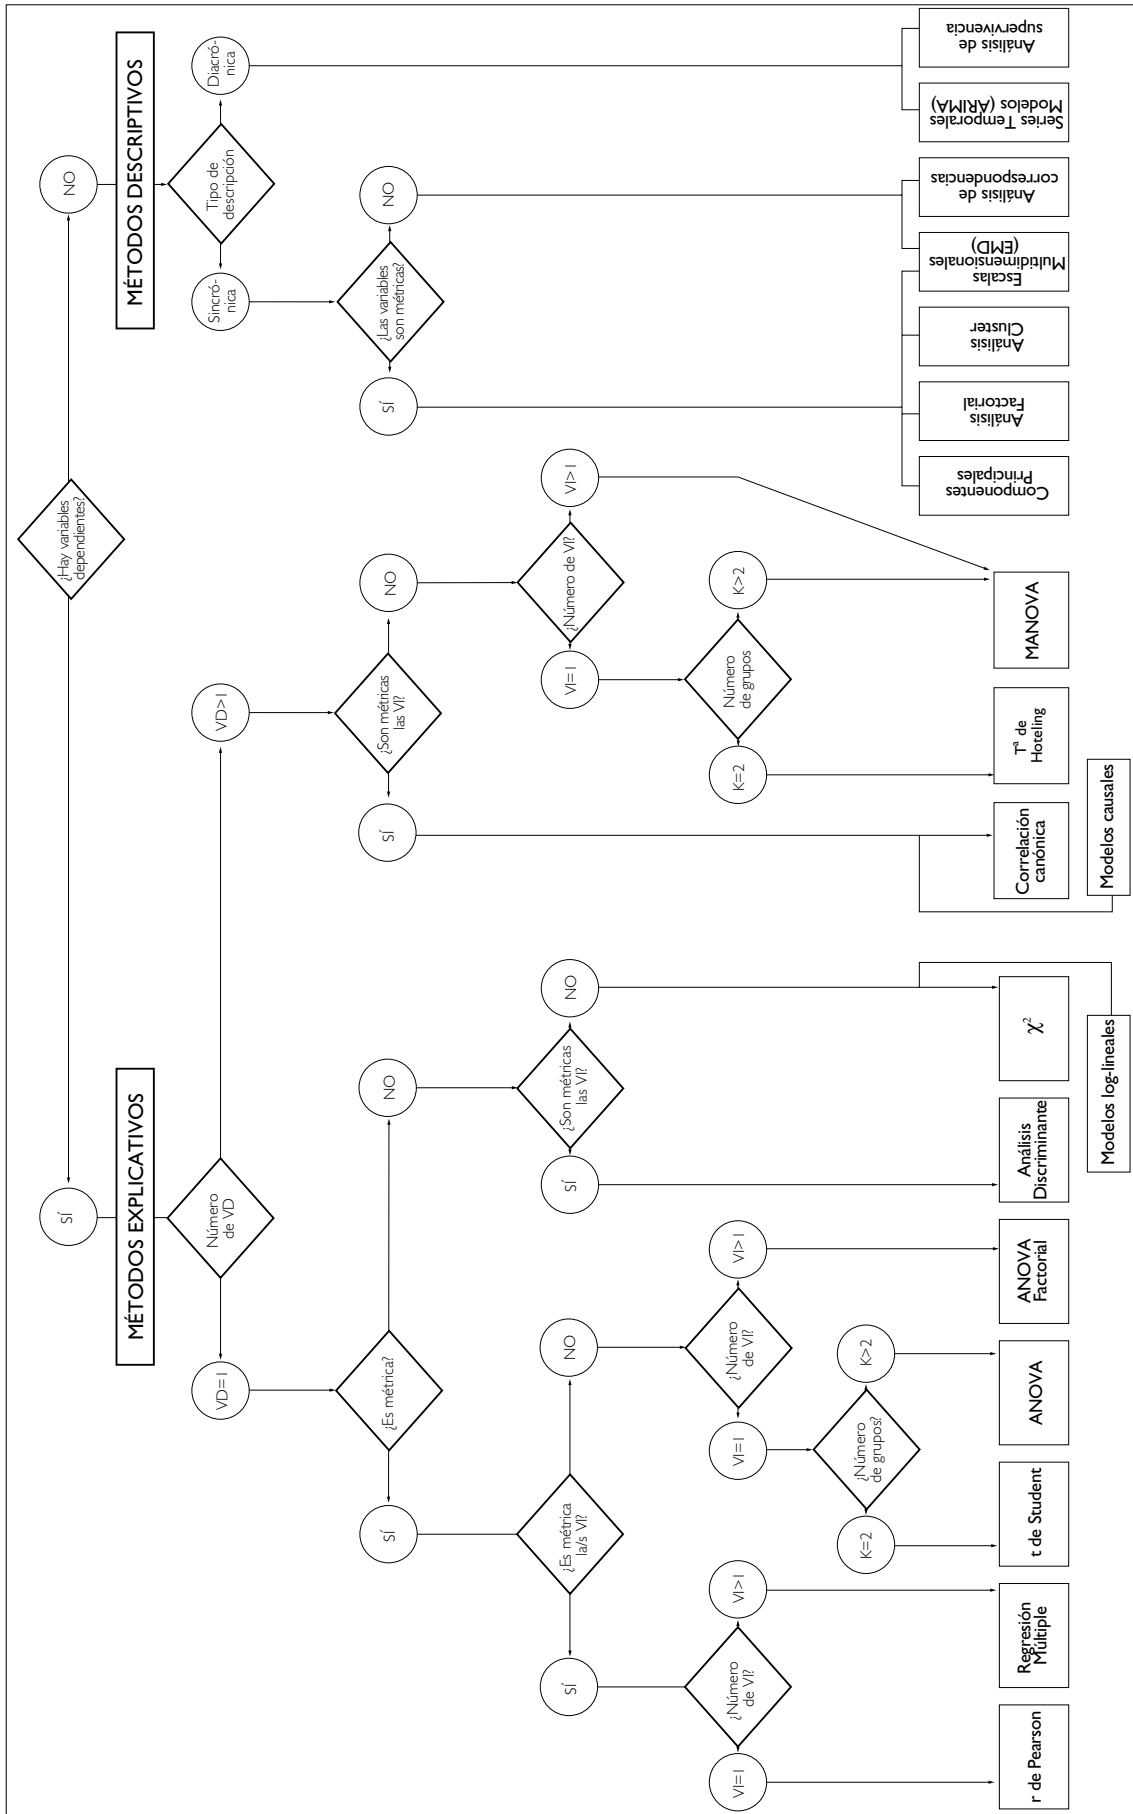 ¿Hay variables
dependientes?
SÍ
NO
MÉTODOS EXPLICATIVOS
MÉTODOS DESCRIPTIVOS
Número
de VD
Tipo de
descripción
VD=1
VD>1
Sincró-
nica
Diacró-
nica
¿Es métrica?
¿Son métricas
las VI?
¿Las variables
son métricas?
SÍ
NO
SÍ
NO
SÍ
NO
¿Es métrica
la/s VI?
¿Son métricas
las VI?
¿Número de VI?
SÍ
NO
SÍ
NO
VI=1
VI>1
¿Número
de VI?
¿Número
de VI?
Número
de grupos
VI=1
VI>1
VI=1
VI>1
K=2
K>2
¿Número
de grupos?
K=2
K>2
r de Pearson
Regresión
Múltiple
t de Student
ANOVA
ANOVA
Factorial
Análisis
Discriminante
χ²
Correlación
canónica
Tª de
Hoteling
MANOVA
Componentes
Principales
Análisis
Factorial
Análisis
Cluster
Escalas
Multidimensionales
(EMD)
Análisis de
correspondencias
Series Temporales
Modelos (ARIMA)
Análisis de
supervivencia
Modelos log-lineales
Modelos causales